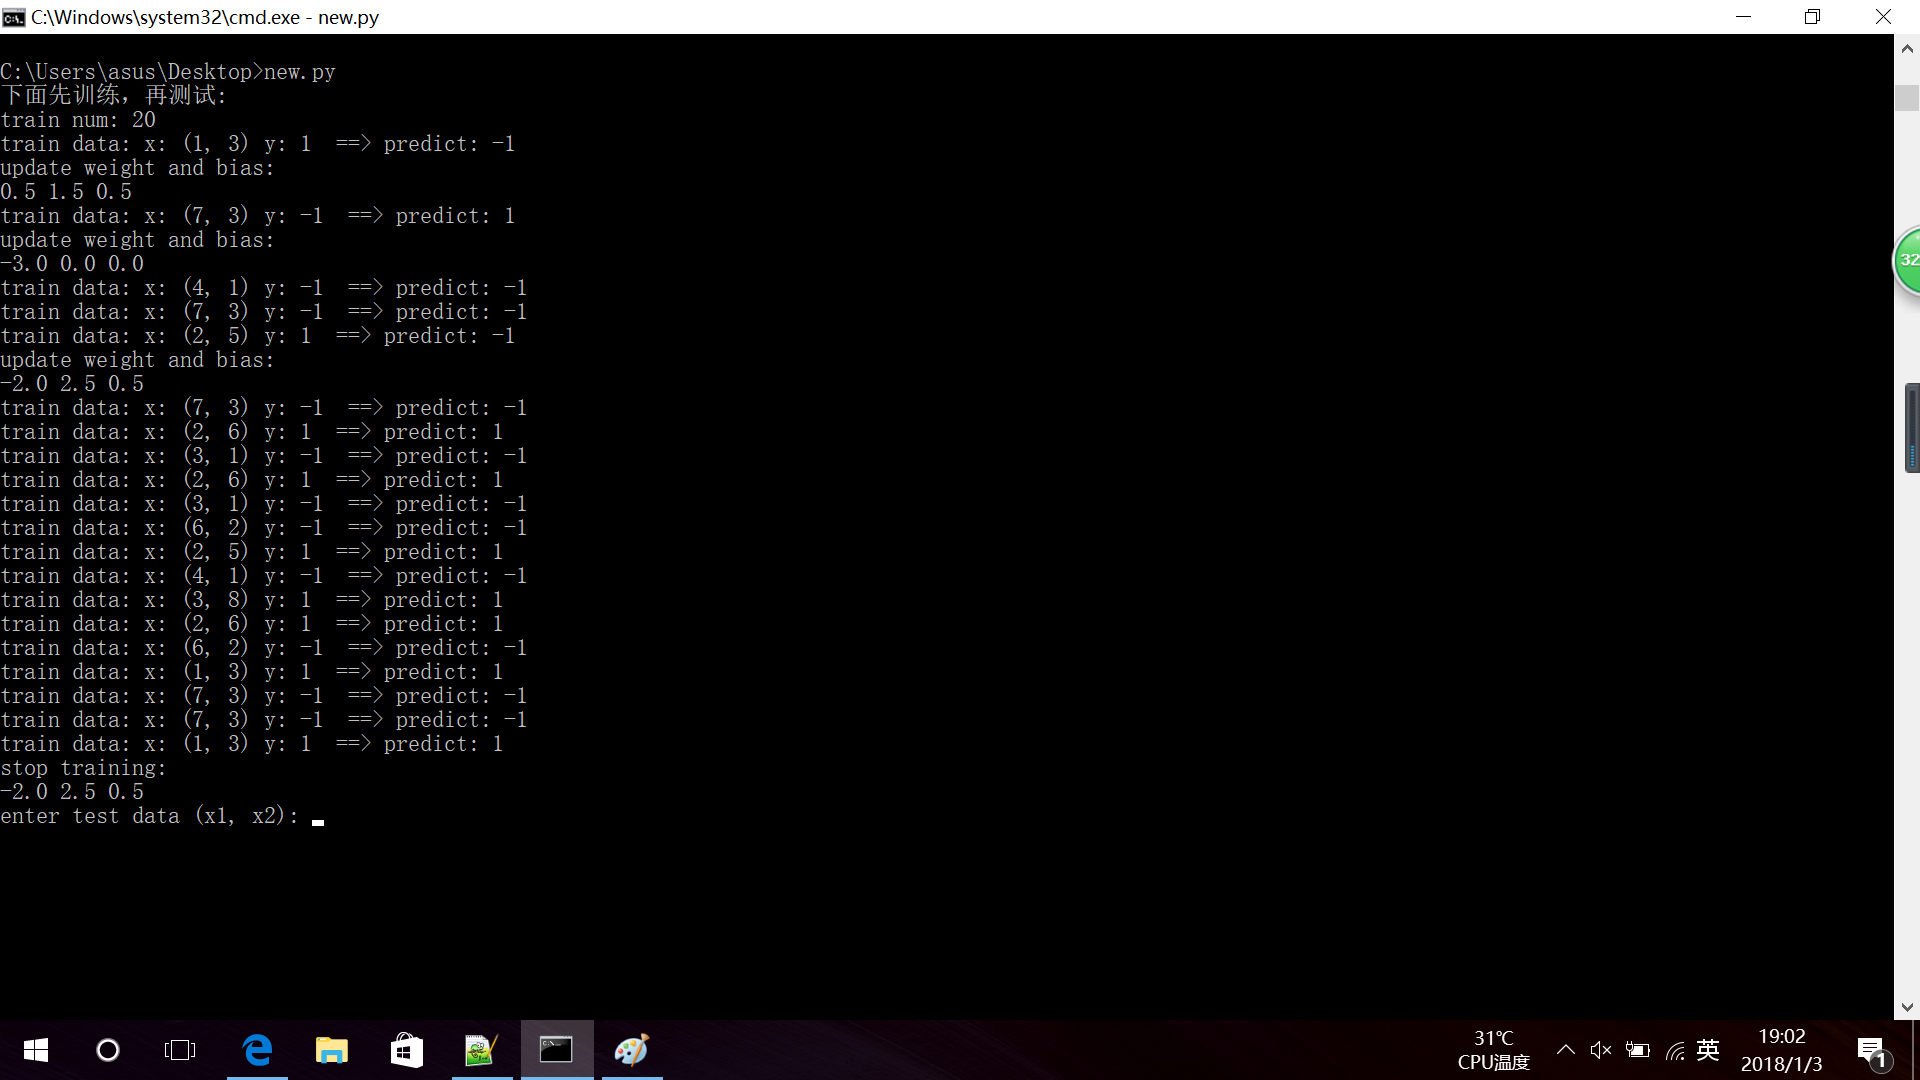 C:\Windows\system32\cmd.exe - new.py
C:\Users\asus\Desktop>new.py
下面先训练，再测试:
train num: 20
train data: x: (1, 3) y: 1  ==> predict: -1
update weight and bias:
0.5 1.5 0.5
train data: x: (7, 3) y: -1  ==> predict: 1
update weight and bias:
-3.0 0.0 0.0
train data: x: (4, 1) y: -1  ==> predict: -1
train data: x: (7, 3) y: -1  ==> predict: -1
train data: x: (2, 5) y: 1  ==> predict: -1
update weight and bias:
-2.0 2.5 0.5
train data: x: (7, 3) y: -1  ==> predict: -1
train data: x: (2, 6) y: 1  ==> predict: 1
train data: x: (3, 1) y: -1  ==> predict: -1
train data: x: (2, 6) y: 1  ==> predict: 1
train data: x: (3, 1) y: -1  ==> predict: -1
train data: x: (6, 2) y: -1  ==> predict: -1
train data: x: (2, 5) y: 1  ==> predict: 1
train data: x: (4, 1) y: -1  ==> predict: -1
train data: x: (3, 8) y: 1  ==> predict: 1
train data: x: (2, 6) y: 1  ==> predict: 1
train data: x: (6, 2) y: -1  ==> predict: -1
train data: x: (1, 3) y: 1  ==> predict: 1
train data: x: (7, 3) y: -1  ==> predict: -1
train data: x: (7, 3) y: -1  ==> predict: -1
train data: x: (1, 3) y: 1  ==> predict: 1
stop training:
-2.0 2.5 0.5
enter test data (x1, x2):
32
31℃
CPU温度
英
19:02
2018/1/3
1